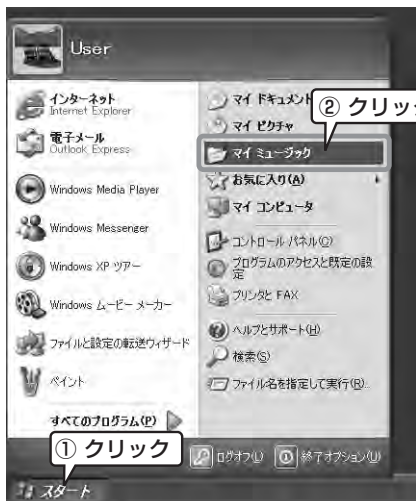 User
インターネット
Internet Explorer
電子メール
Outlook Express
Windows Media Player
Windows Messenger
Windows XP ツアー
Windows ムービー メーカー
ファイルと設定の転送ウィザード
ペイント
すべてのプログラム(P)
① クリック
マイ ドキュメント
② クリック
マイ ピクチャ
マイ ミュージック
お気に入り(A)
マイ コンピュータ
コントロール パネル(C)
プログラムのアクセスと既定の設
定
プリンタと FAX
ヘルプとサポート(H)
検索(S)
ファイル名を指定して実行(R)...
ログオフ(L)
終了オプション(U)
スタート